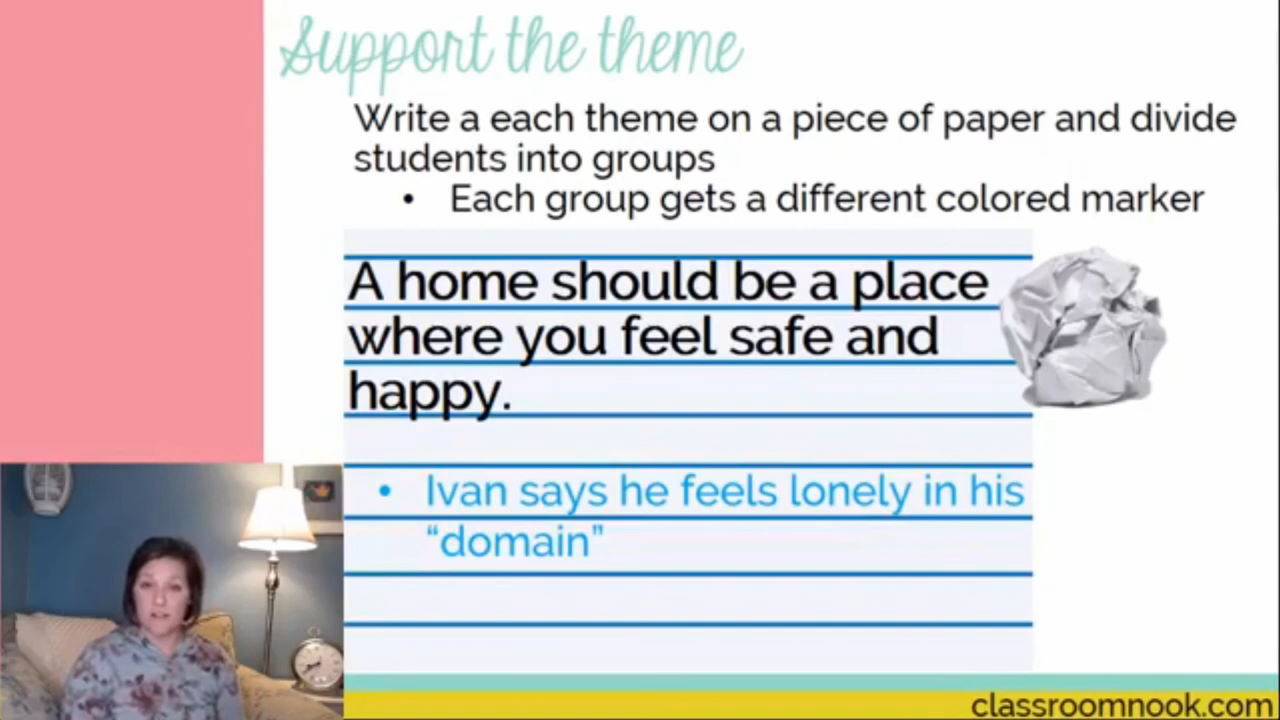 Support the theme
Write a each theme on a piece of paper and divide
students into groups
• Each group gets a different colored marker
A home should be a place
where you feel safe and
happy.
• Ivan says he feels lonely in his
“domain”
classroomnook.com